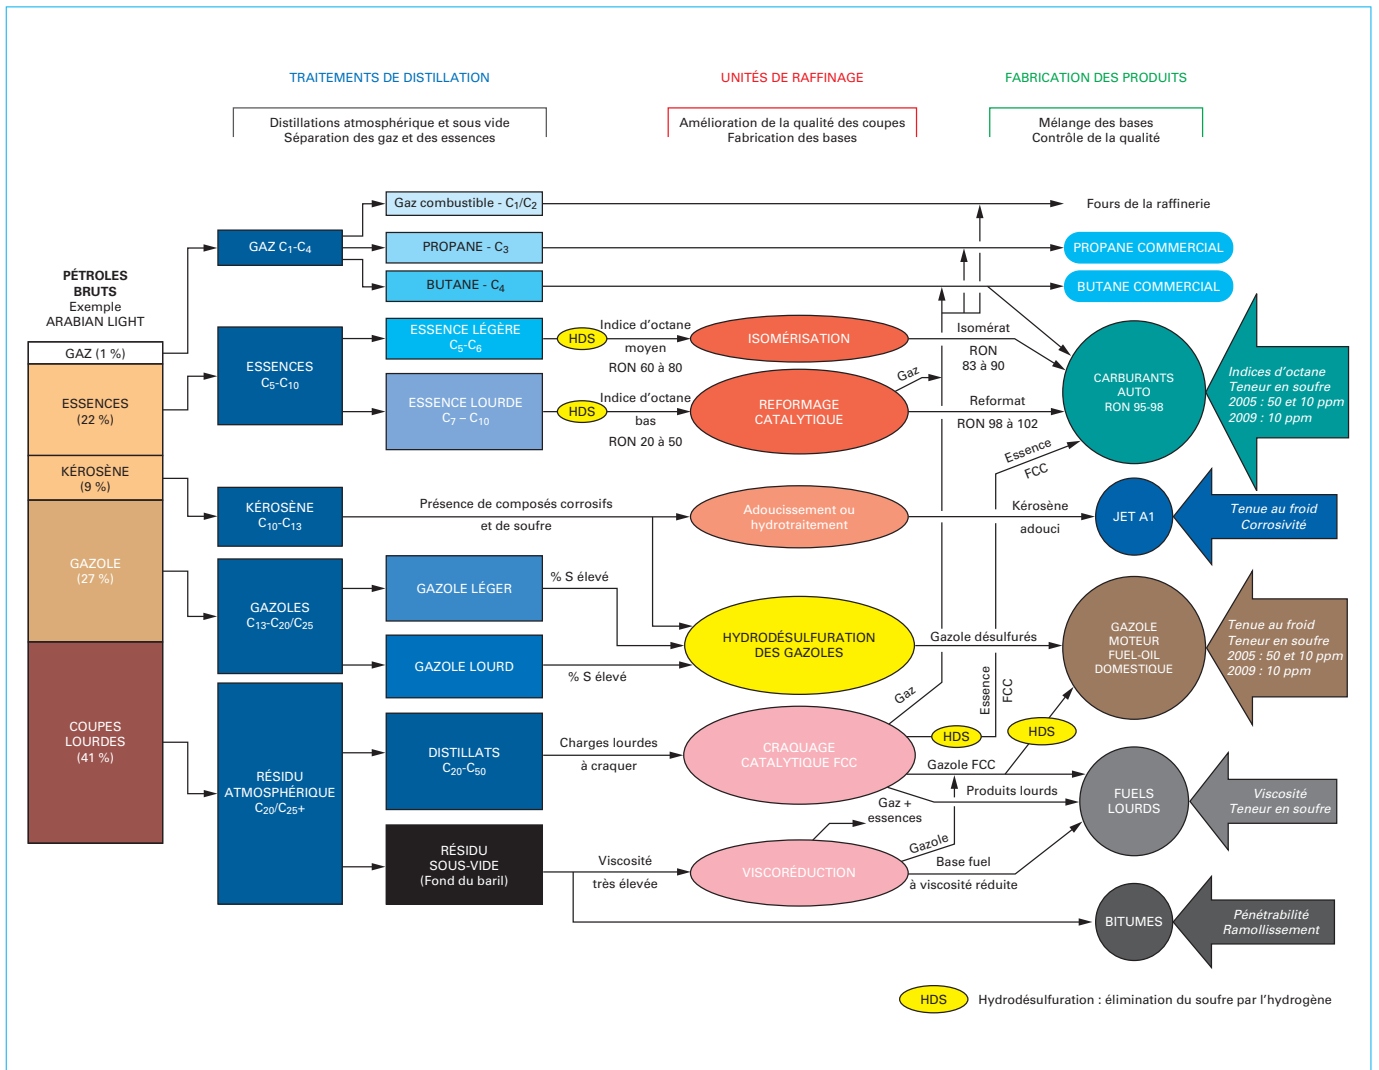 TRAITEMENTS DE DISTILLATION
UNITÉS DE RAFFINAGE
FABRICATION DES PRODUITS
Distillations atmosphérique et sous vide
Séparation des gaz et des essences
Amélioration de la qualité des coupes
Fabrication des bases
Mélange des bases
Contrôle de la qualité
PÉTROLES
BRUTS
Exemple
ARABIAN LIGHT
GAZ (1 %)
ESSENCES
(22 %)
KÉROSÈNE
(9 %)
GAZOLE
(27 %)
COUPES
LOURDES
(41 %)
GAZ C1-C4
ESSENCES
C5-C10
KÉROSÈNE
C10-C13
GAZOLES
C13-C20/C25
RÉSIDU
ATMOSPHÉRIQUE
C20/C25+
Gaz combustible - C1/C2
PROPANE - C3
BUTANE - C4
ESSENCE LÉGÈRE
C5-C6
ESSENCE LOURDE
C7 – C10
GAZOLE LÉGER
GAZOLE LOURD
DISTILLATS
C20-C50
RÉSIDU
SOUS-VIDE
(Fond du baril)
HDS
Indice d'octane
moyen
RON 60 à 80
HDS
Indice d'octane
bas
RON 20 à 50
Présence de composés corrosifs
et de soufre
% S élevé
% S élevé
Charges lourdes
à craquer
Viscosité
très élevée
ISOMÉRISATION
REFORMAGE
CATALYTIQUE
Adoucissement ou
hydrotraitement
HYDRODÉSULFURATION
DES GAZOLES
CRAQUAGE
CATALYTIQUE FCC
VISCORÉDUCTION
Isomérat
RON
83 à 90
Gaz
Reformat
RON 98 à 102
Essence
FCC
Kérosène
adouci
Gazole désulfurés
Gaz
Essence
FCC
HDS
HDS
Gazole FCC
Produits lourds
Gaz +
essences
Gazole
Base fuel
à viscosité réduite
Fours de la raffinerie
PROPANE COMMERCIAL
BUTANE COMMERCIAL
CARBURANTS
AUTO
RON 95-98
JET A1
GAZOLE
MOTEUR
FUEL-OIL
DOMESTIQUE
FUELS
LOURDS
BITUMES
Indices d'octane
Teneur en soufre
2005 : 50 et 10 ppm
2009 : 10 ppm
Tenue au froid
Corrosivité
Tenue au froid
Teneur en soufre
2005 : 50 et 10 ppm
2009 : 10 ppm
Viscosité
Teneur en soufre
Pénétrabilité
Ramollissement
HDS
Hydrodésulfuration : élimination du soufre par l'hydrogène